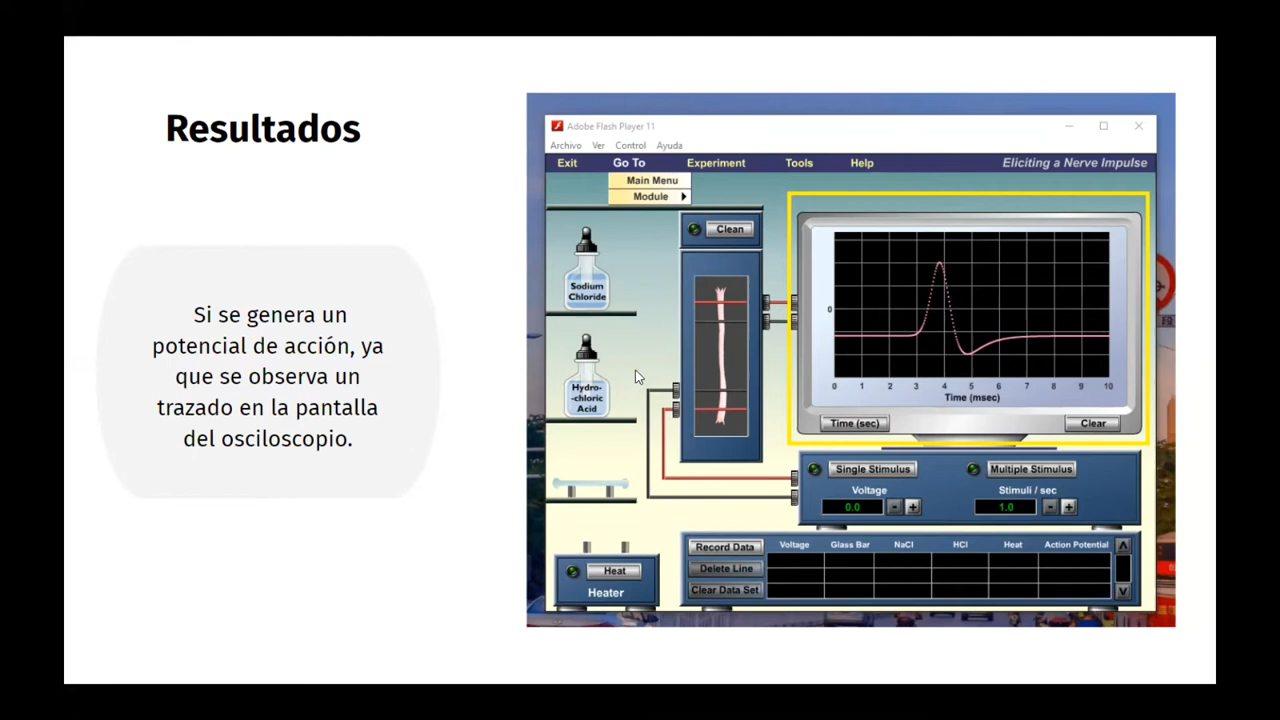 Resultados
Si se genera un
potencial de acción, ya
que se observa un
trazado en la pantalla
del osciloscopio.
Adobe Flash Player 11
Archivo Ver Control Ayuda
Exit Go To Experiment Tools Help Eliciting a Nerve Impulse
Main Menu
Module
Clean
Sodium
Chloride
Hydro-
-chloric
Acid
0
0 1 2 3 4 5 6 7 8 9 10
Time (msec)
Time (sec) Clear
Single Stimulus Multiple Stimulus
Voltage Stimuli / sec
0.0 - + 1.0 - +
Heat
Heater
Record Data Voltage Glass Bar NaCl HCl Heat Action Potential
Delete Line
Clear Data Set